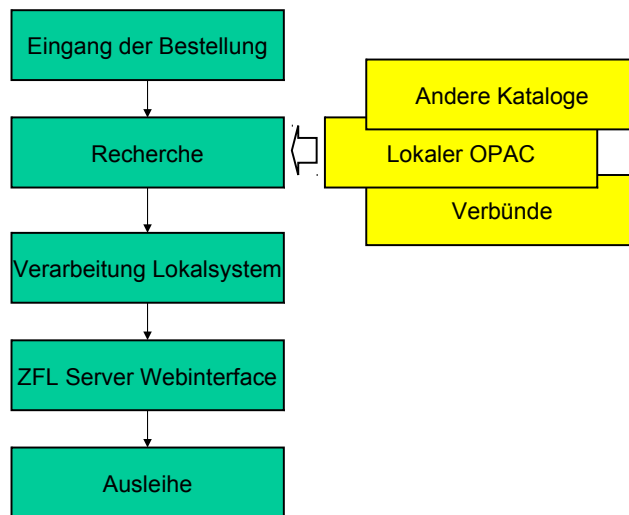 Eingang der Bestellung
Andere Kataloge
Recherche
Lokaler OPAC
Verbünde
Verarbeitung Lokalsystem
ZFL Server Webinterface
Ausleihe